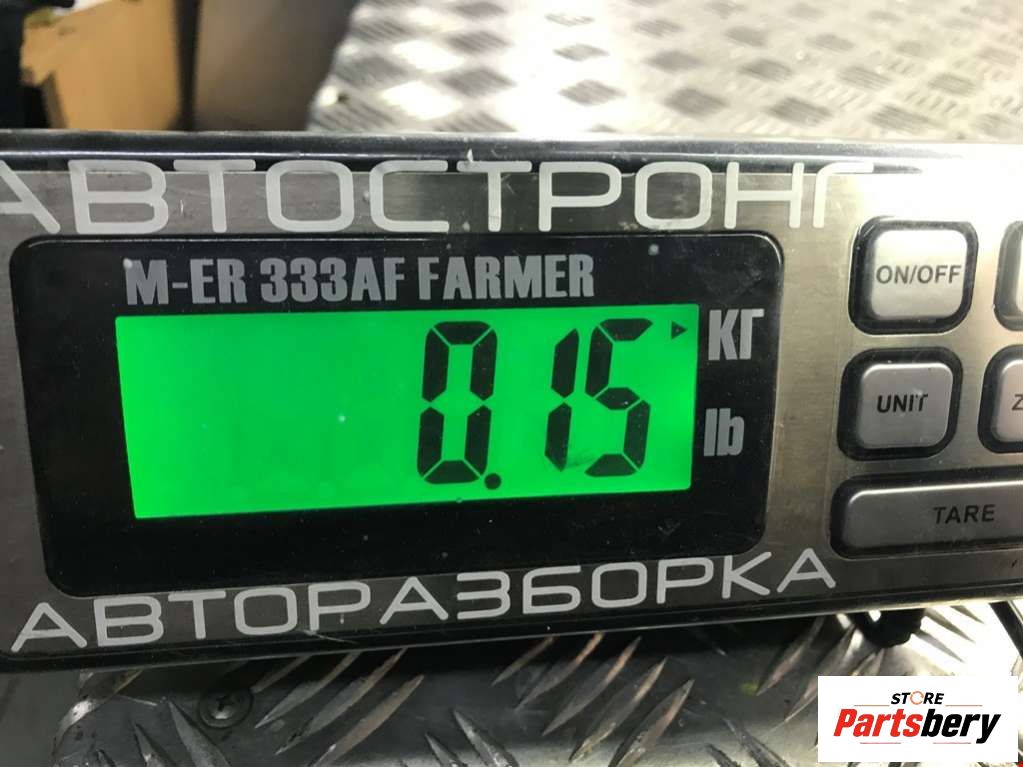 АВТОСТРОНГ
M-ER 333AF FARMER
0.15
КГ
lb
ON/OFF
UNIT
Z
TARE
АВТОРАЗБОРКА
STORE
Partsbery